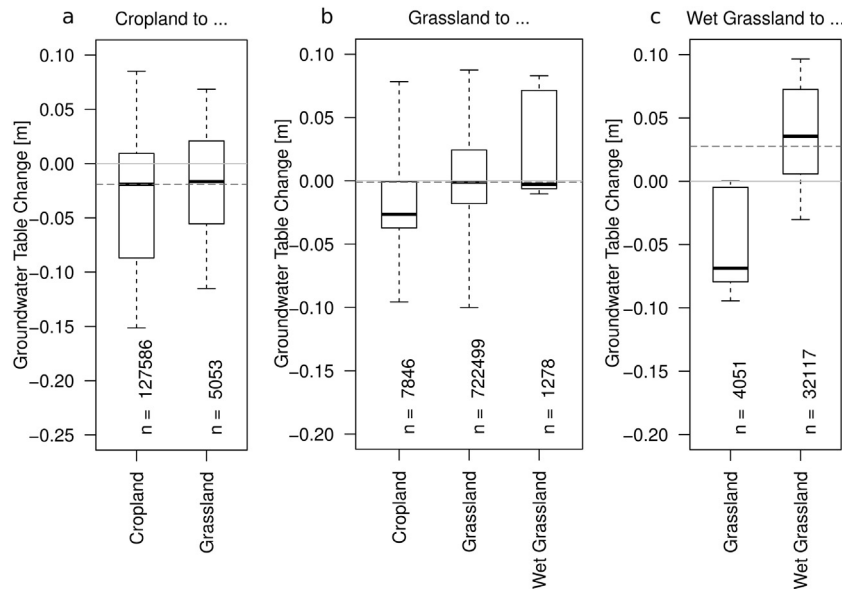 a Cropland to ...
Groundwater Table Change [m]
0.10
0.05
0.00
−0.05
−0.10
−0.15
−0.20
−0.25
n = 127586
n = 5053
Cropland
Grassland
b Grassland to ...
Groundwater Table Change [m]
0.10
0.05
0.00
−0.05
−0.10
−0.15
−0.20
n = 7846
n = 722499
n = 1278
Cropland
Grassland
Wet Grassland
c Wet Grassland to ...
Groundwater Table Change [m]
0.10
0.05
0.00
−0.05
−0.10
−0.15
−0.20
n = 4051
n = 32117
Grassland
Wet Grassland